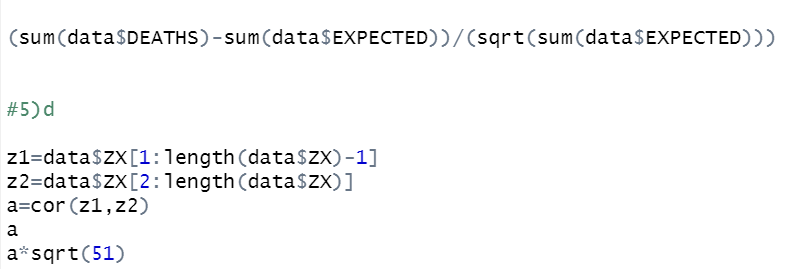 (sum(data$DEATHS)-sum(data$EXPECTED))/(sqrt(sum(data$EXPECTED)))
#5)d
z1=data$ZX[1:length(data$ZX)-1]
z2=data$ZX[2:length(data$ZX)]
a=cor(z1,z2)
a
a*sqrt(51)